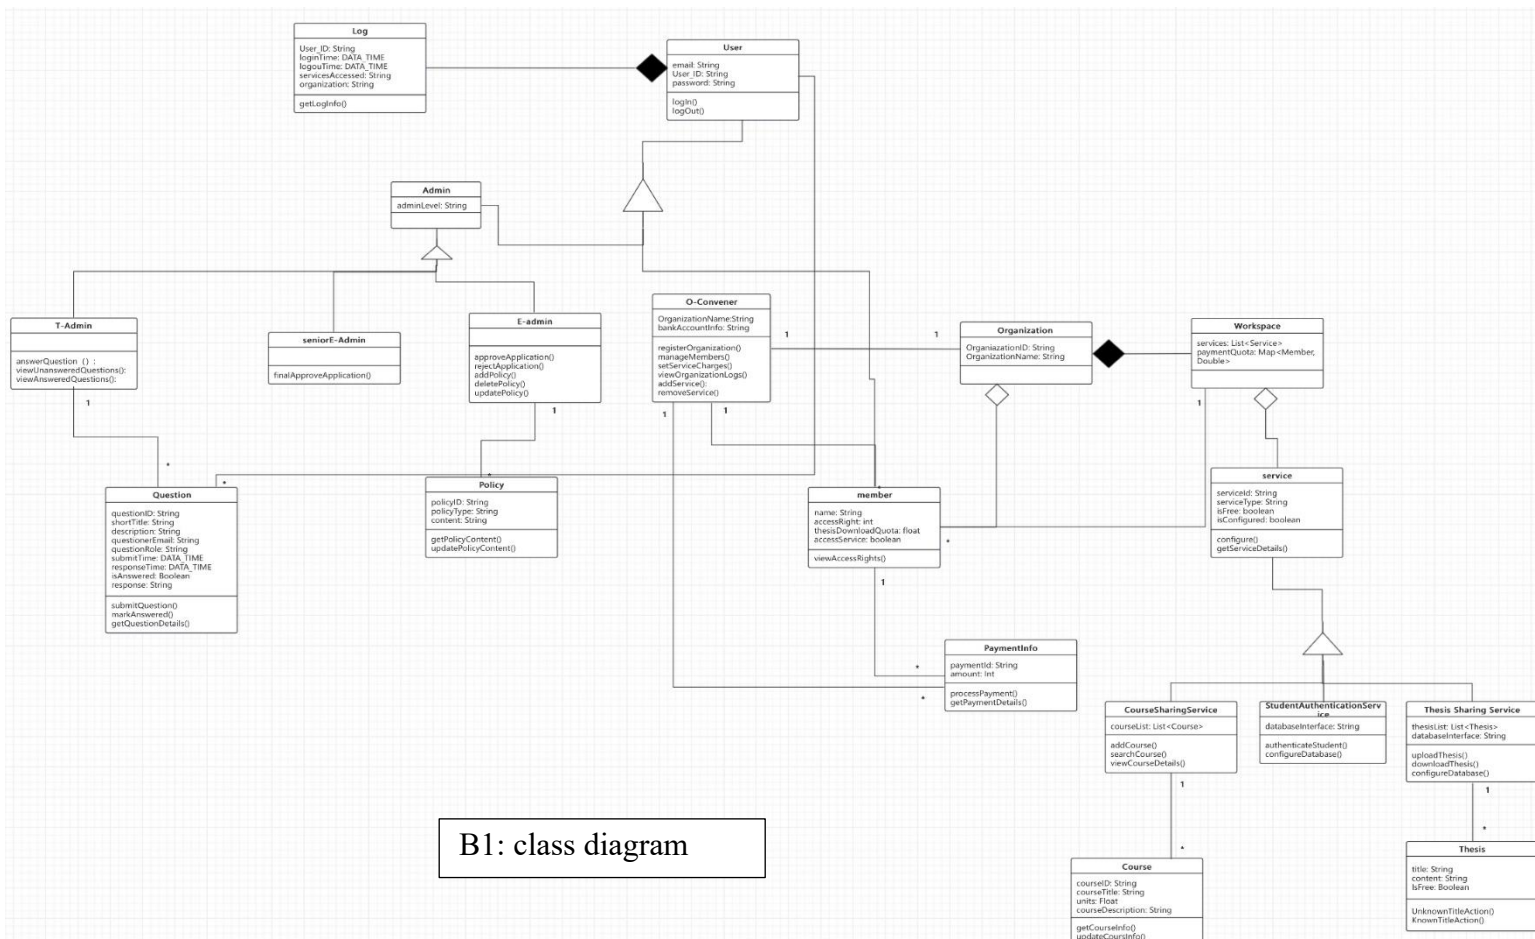 Log
User_ID: String
loginTime: DATA_TIME
logouTime: DATA_TIME
servicesAccessed: String
organization: String
getLogInfo()
User
email: String
User_ID: String
password: String
logIn()
logOut()
Admin
adminLevel: String
T-Admin
answerQuestion （）:
viewUnansweredQuestions():
viewAnsweredQuestions():
1
seniorE-Admin
finalApproveApplication()
E-admin
approveApplication()
rejectApplication()
addPolicy()
deletePolicy()
updatePolicy()
1
O-Convener
OrganizationName:String
bankAccountInfo: String
registerOrganization()
manageMembers()
setServiceCharges()
viewOrganizationLogs()
addService():
removeService()
1
1
1
1
Organization
OrganiazationID: String
OrganizationName: String
Workspace
services: List<Service>
paymentQuota: Map<Member,
Double>
1
*
*
*
Question
questionID: String
shortTitle: String
description: String
questionerEmail: String
questionRole: String
submitTime: DATA_TIME
responseTime: DATA_TIME
isAnswered: Boolean
response: String
submitQuestion()
markAnswered()
getQuestionDetails()
Policy
policyID: String
policyType: String
content: String
getPolicyContent()
updatePolicyContent()
*
member
name: String
accessRight: int
thesisDownloadQuota: float
accessService: boolean
viewAccessRights()
*
1
service
serviceId: String
serviceType: String
isFree: boolean
isConfigured: boolean
configure()
getServiceDetails()
PaymentInfo
paymentId: String
amount: Int
processPayment()
getPaymentDetails()
*
*
CourseSharingService
courseList: List<Course>
addCourse()
searchCourse()
viewCourseDetails()
1
*
StudentAuthenticationServ
ice
databaseInterface: String
authenticateStudent()
configureDatabase()
Thesis Sharing Service
thesisList: List<Thesis>
databaseInterface: String
uploadThesis()
downloadThesis()
configureDatabase()
1
*
B1: class diagram
Course
courseID: String
courseTitle: String
units: Float
courseDescription: String
getCourseInfo()
updateCoursInfo()
Thesis
title: String
content: String
IsFree: Boolean
UnknownTitleAction()
KnownTitleAction()